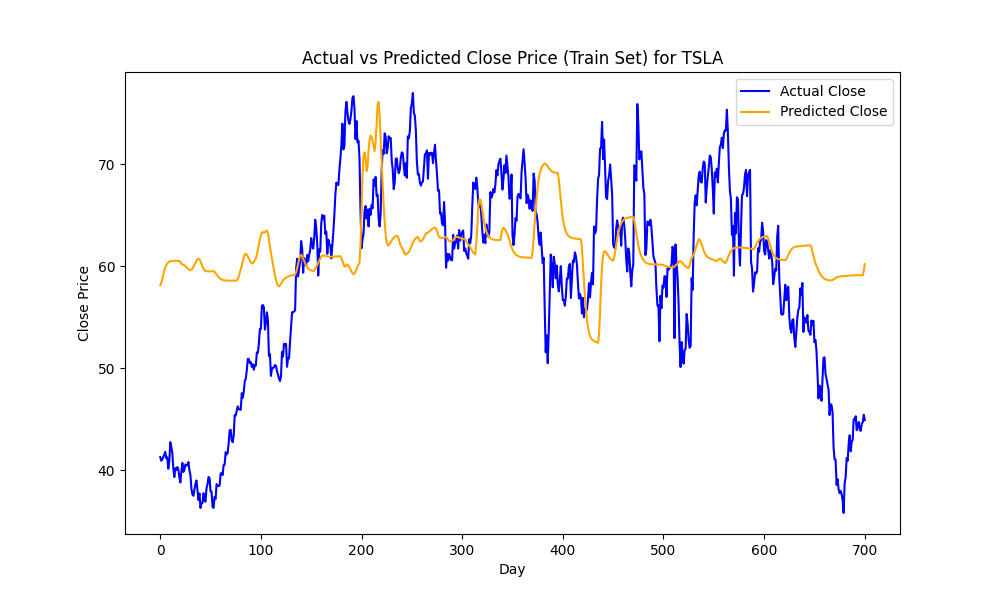 Actual vs Predicted Close Price (Train Set) for TSLA
Actual Close
Predicted Close
Close Price
70
60
50
40
0 100 200 300 400 500 600 700
Day